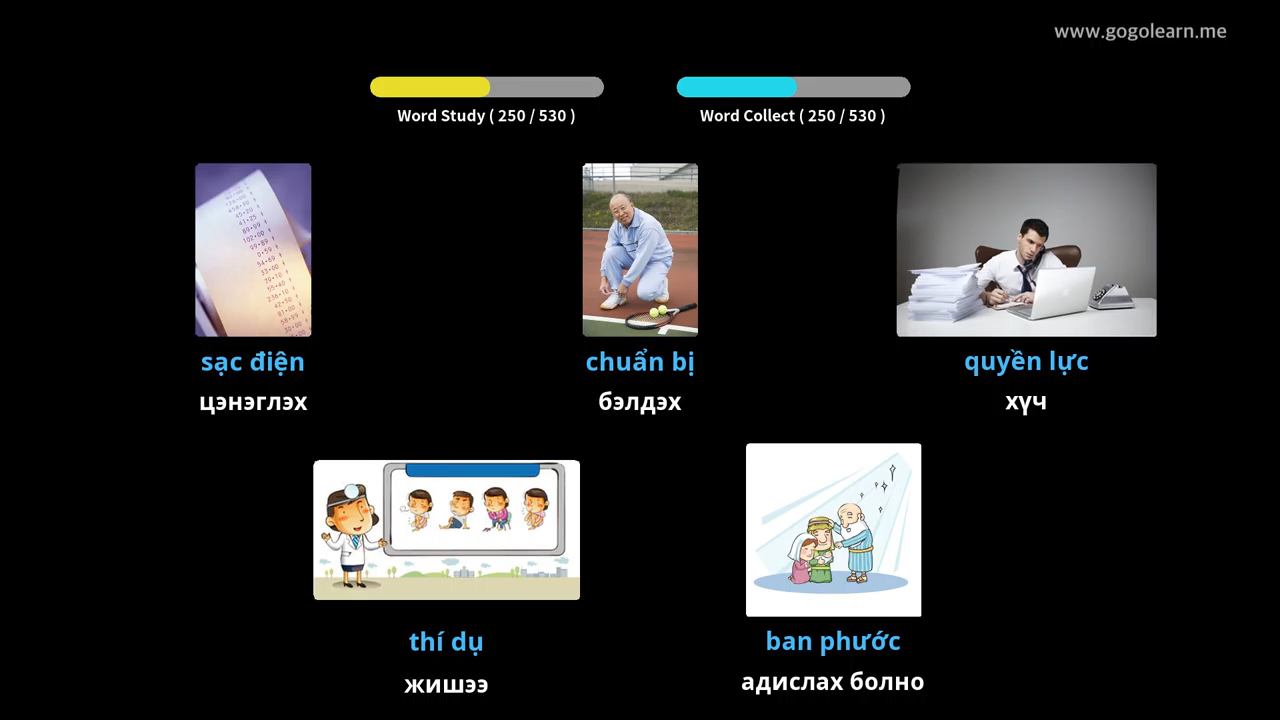 www.gogolearn.me
Word Study ( 250 / 530 )
Word Collect ( 250 / 530 )
sạc điện
chuẩn bị
quyền lực
цэнэглэх
бэлдэх
хүч
thí dụ
ban phước
жишээ
адислах болно